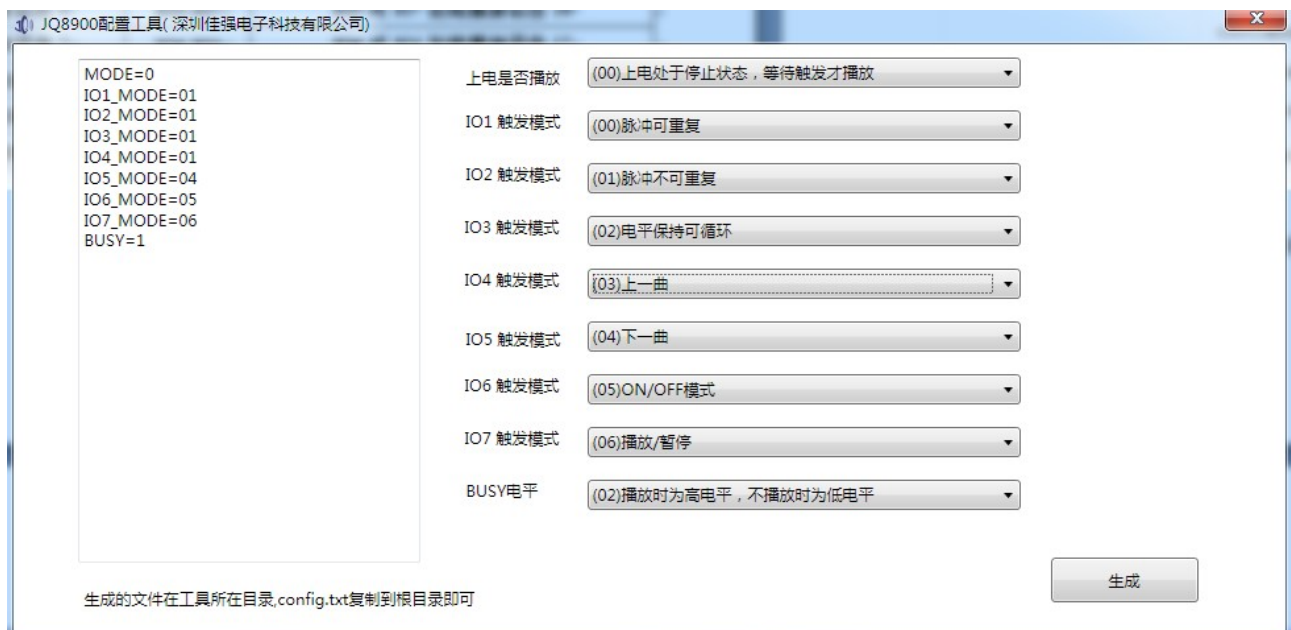 JQ8900配置工具(深圳佳强电子科技有限公司)
MODE=0
IO1_MODE=01
IO2_MODE=01
IO3_MODE=01
IO4_MODE=01
IO5_MODE=04
IO6_MODE=05
IO7_MODE=06
BUSY=1
上电是否播放 (00)上电处于停止状态，等待触发才播放
IO1 触发模式 (00)脉冲可重复
IO2 触发模式 (01)脉冲不可重复
IO3 触发模式 (02)电平保持可循环
IO4 触发模式 (03)上一曲
IO5 触发模式 (04)下一曲
IO6 触发模式 (05)ON/OFF模式
IO7 触发模式 (06)播放/暂停
BUSY电平 (02)播放时为高电平，不播放时为低电平
生成
生成的文件在工具所在目录,config.txt复制到根目录即可